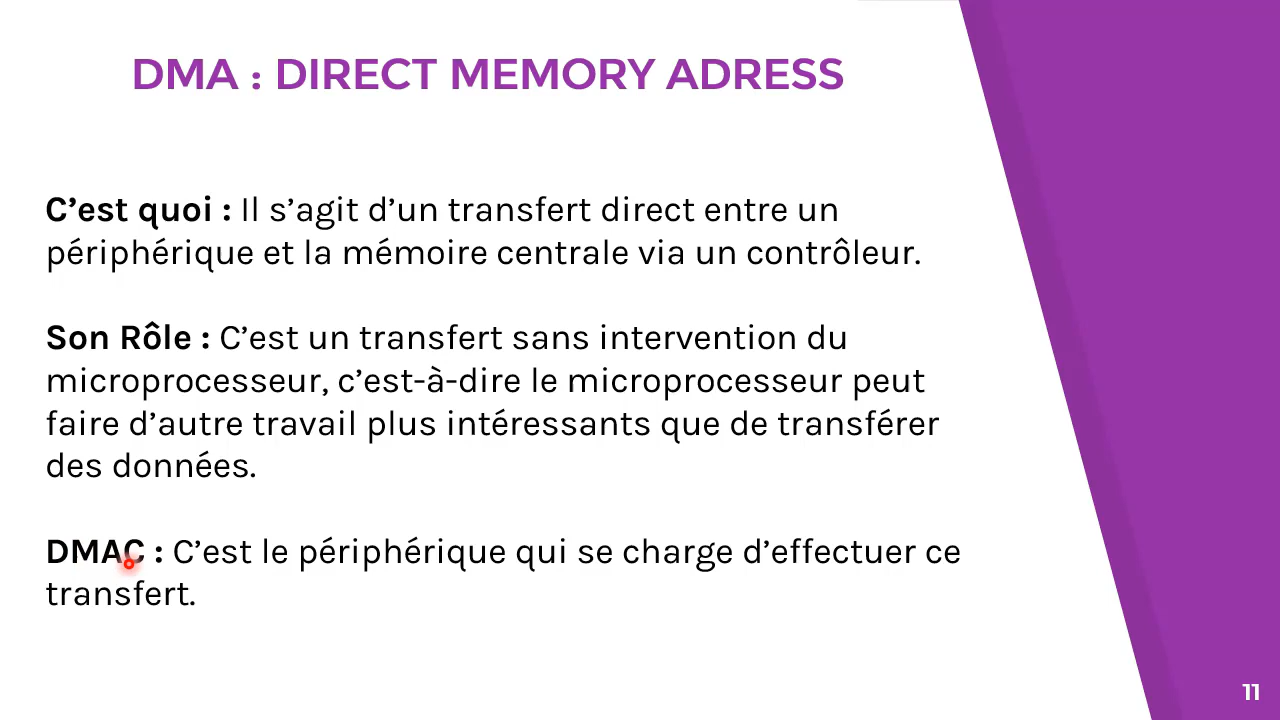 DMA : DIRECT MEMORY ADRESS
C’est quoi : Il s’agit d’un transfert direct entre un
périphérique et la mémoire centrale via un contrôleur.
Son Rôle : C’est un transfert sans intervention du
microprocesseur, c’est-à-dire le microprocesseur peut
faire d’autre travail plus intéressants que de transférer
des données.
DMAC : C’est le périphérique qui se charge d’effectuer ce
transfert.
11